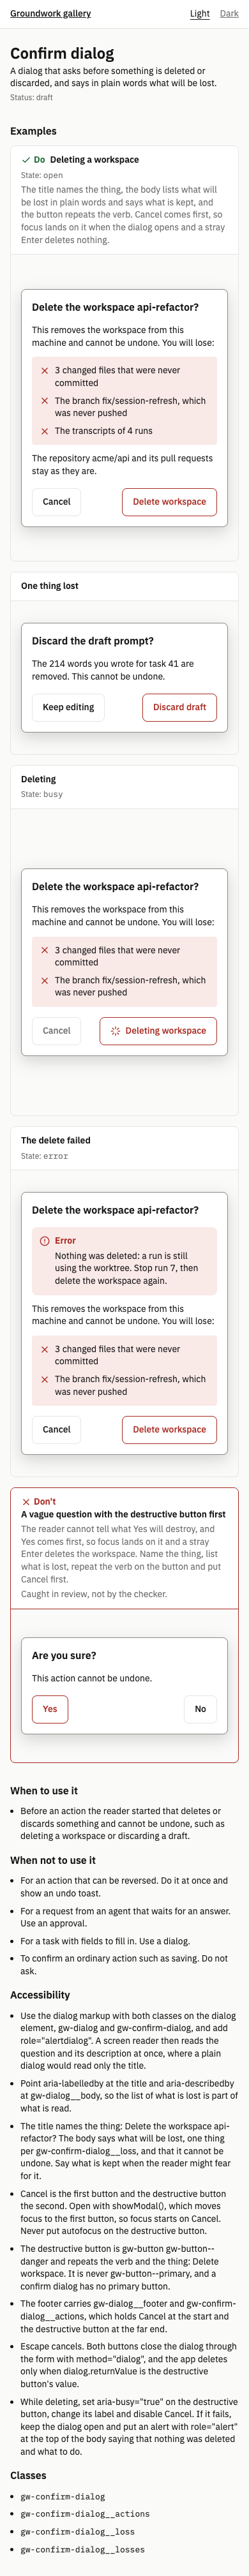 Groundwork gallery
Light Dark
Confirm dialog
A dialog that asks before something is deleted or
discarded, and says in plain words what will be lost.
Status: draft
Examples
Do Deleting a workspace
State: open
The title names the thing, the body lists what will
be lost in plain words and says what is kept, and
the button repeats the verb. Cancel comes first, so
focus lands on it when the dialog opens and a stray
Enter deletes nothing.
Delete the workspace api-refactor?
This removes the workspace from this
machine and cannot be undone. You will lose:
3 changed files that were never
committed
The branch fix/session-refresh, which
was never pushed
The transcripts of 4 runs
The repository acme/api and its pull requests
stay as they are.
Cancel Delete workspace
One thing lost
Discard the draft prompt?
The 214 words you wrote for task 41 are
removed. This cannot be undone.
Keep editing Discard draft
Deleting
State: busy
Delete the workspace api-refactor?
This removes the workspace from this
machine and cannot be undone. You will lose:
3 changed files that were never
committed
The branch fix/session-refresh, which
was never pushed
Cancel Deleting workspace
The delete failed
State: error
Delete the workspace api-refactor?
Error
Nothing was deleted: a run is still
using the worktree. Stop run 7, then
delete the workspace again.
This removes the workspace from this
machine and cannot be undone. You will lose:
3 changed files that were never
committed
The branch fix/session-refresh, which
was never pushed
Cancel Delete workspace
Don't
A vague question with the destructive button first
The reader cannot tell what Yes will destroy, and
Yes comes first, so focus lands on it and a stray
Enter deletes the workspace. Name the thing, list
what is lost, repeat the verb on the button and put
Cancel first.
Caught in review, not by the checker.
Are you sure?
This action cannot be undone.
Yes No
When to use it
• Before an action the reader started that deletes or
discards something and cannot be undone, such as
deleting a workspace or discarding a draft.
When not to use it
• For an action that can be reversed. Do it at once and
show an undo toast.
• For a request from an agent that waits for an answer.
Use an approval.
• For a task with fields to fill in. Use a dialog.
• To confirm an ordinary action such as saving. Do not
ask.
Accessibility
• Use the dialog markup with both classes on the dialog
element, gw-dialog and gw-confirm-dialog, and add
role="alertdialog". A screen reader then reads the
question and its description at once, where a plain
dialog would read only the title.
• Point aria-labelledby at the title and aria-describedby
at gw-dialog__body, so the list of what is lost is part of
what is read.
• The title names the thing: Delete the workspace api-
refactor? The body says what will be lost, one thing
per gw-confirm-dialog__loss, and that it cannot be
undone. Say what is kept when the reader might fear
for it.
• Cancel is the first button and the destructive button
the second. Open with showModal(), which moves
focus to the first button, so focus starts on Cancel.
Never put autofocus on the destructive button.
• The destructive button is gw-button gw-button--
danger and repeats the verb and the thing: Delete
workspace. It is never gw-button--primary, and a
confirm dialog has no primary button.
• The footer carries gw-dialog__footer and gw-confirm-
dialog__actions, which holds Cancel at the start and
the destructive button at the far end.
• Escape cancels. Both buttons close the dialog through
the form with method="dialog", and the app deletes
only when dialog.returnValue is the destructive
button's value.
• While deleting, set aria-busy="true" on the destructive
button, change its label and disable Cancel. If it fails,
keep the dialog open and put an alert with role="alert"
at the top of the body saying that nothing was deleted
and what to do.
Classes
• gw-confirm-dialog
• gw-confirm-dialog__actions
• gw-confirm-dialog__loss
• gw-confirm-dialog__losses